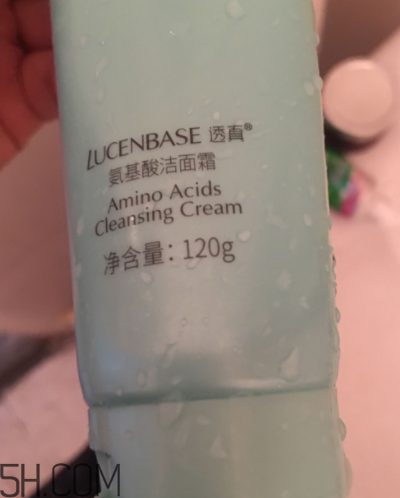 LUCENBASE 透真®
氨基酸洁面霜
Amino Acids
Cleansing Cream
净含量：120g
5H.COM